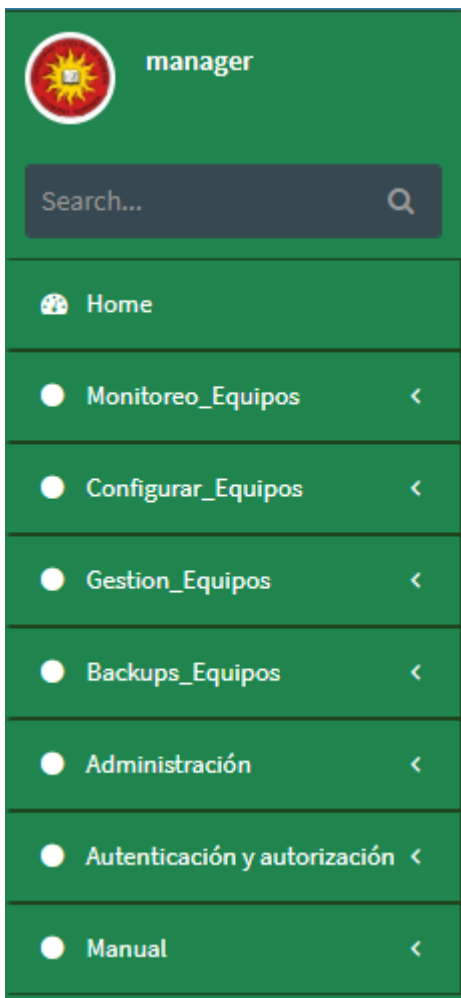 manager
Search...
Home
Monitoreo_Equipos
Configurar_Equipos
Gestion_Equipos
Backups_Equipos
Administración
Autenticación y autorización
Manual